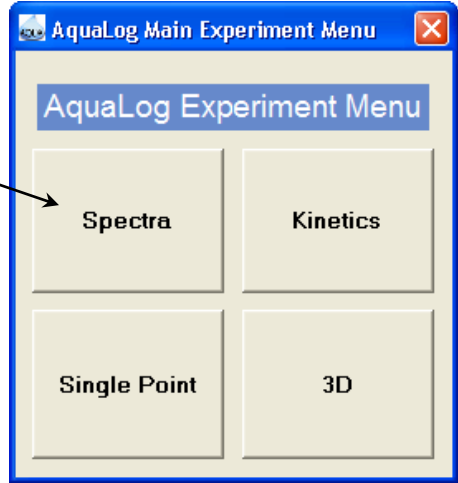 AquaLog Main Experiment Menu
AquaLog Experiment Menu
Spectra
Kinetics
Single Point
3D